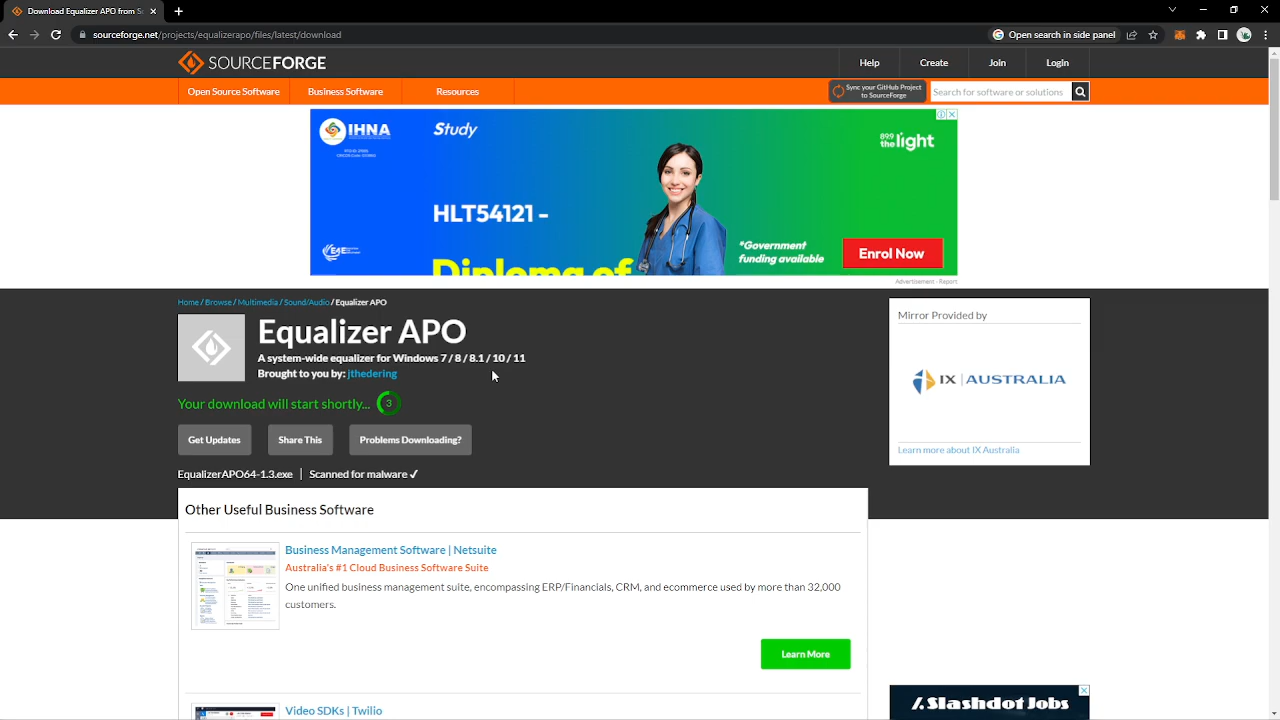 Download Equalizer APO from S
sourceforge.net/projects/equalizerapo/files/latest/download
SOURCEFORGE
Help
Create
Join
Login
Open Source Software
Business Software
Resources
Sync your GitHub Project
to SourceForge
Search for software or solutions
IHNA
Study
89.9
the light
HLT54121 -
Diploma of
*Government
funding available
Enrol Now
Advertisement - Report
Home / Browse / Multimedia / Sound/Audio / Equalizer APO
Equalizer APO
A system-wide equalizer for Windows 7 / 8 / 8.1 / 10 / 11
Brought to you by: jthedering
Your download will start shortly... 3
Get Updates
Share This
Problems Downloading?
EqualizerAPO64-1.3.exe
Scanned for malware ✓
Mirror Provided by
IX AUSTRALIA
Learn more about IX Australia
Other Useful Business Software
Business Management Software | Netsuite
Australia's #1 Cloud Business Software Suite
One unified business management suite, encompassing ERP/Financials, CRM and ecommerce. Used by more than 32,000
customers.
Learn More
Video SDKs | Twilio
Slashdot Jobs